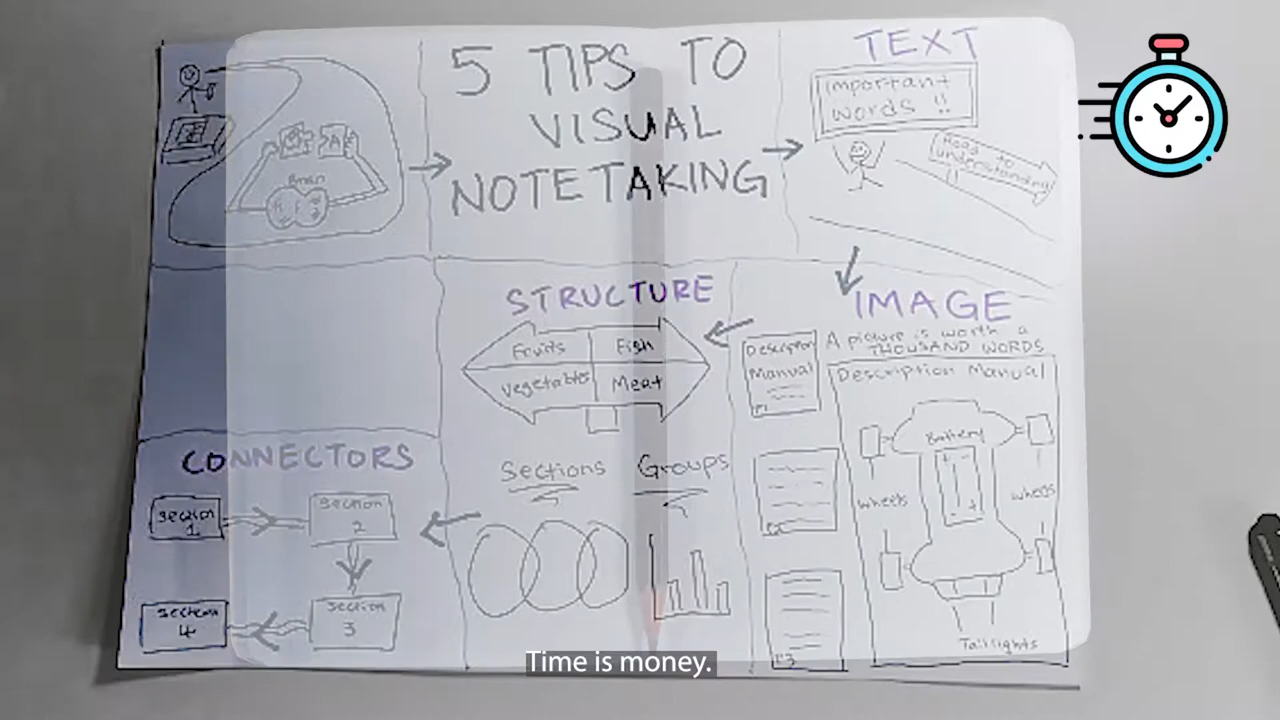 5 TIPS TO
VISUAL
NOTETAKING
Brain
A
TEXT
Important
words !!
Road to
understanding
!!
IMAGE
A picture is worth a
THOUSAND WORDS
Description
Manual
Description Manual
Battery
wheels
wheels
Taillights
STRUCTURE
Fruits
Fish
Vegetables
Meat
Sections
Groups
CONNECTORS
Section
1
Section
2
Section
3
Section
4
Time is money.